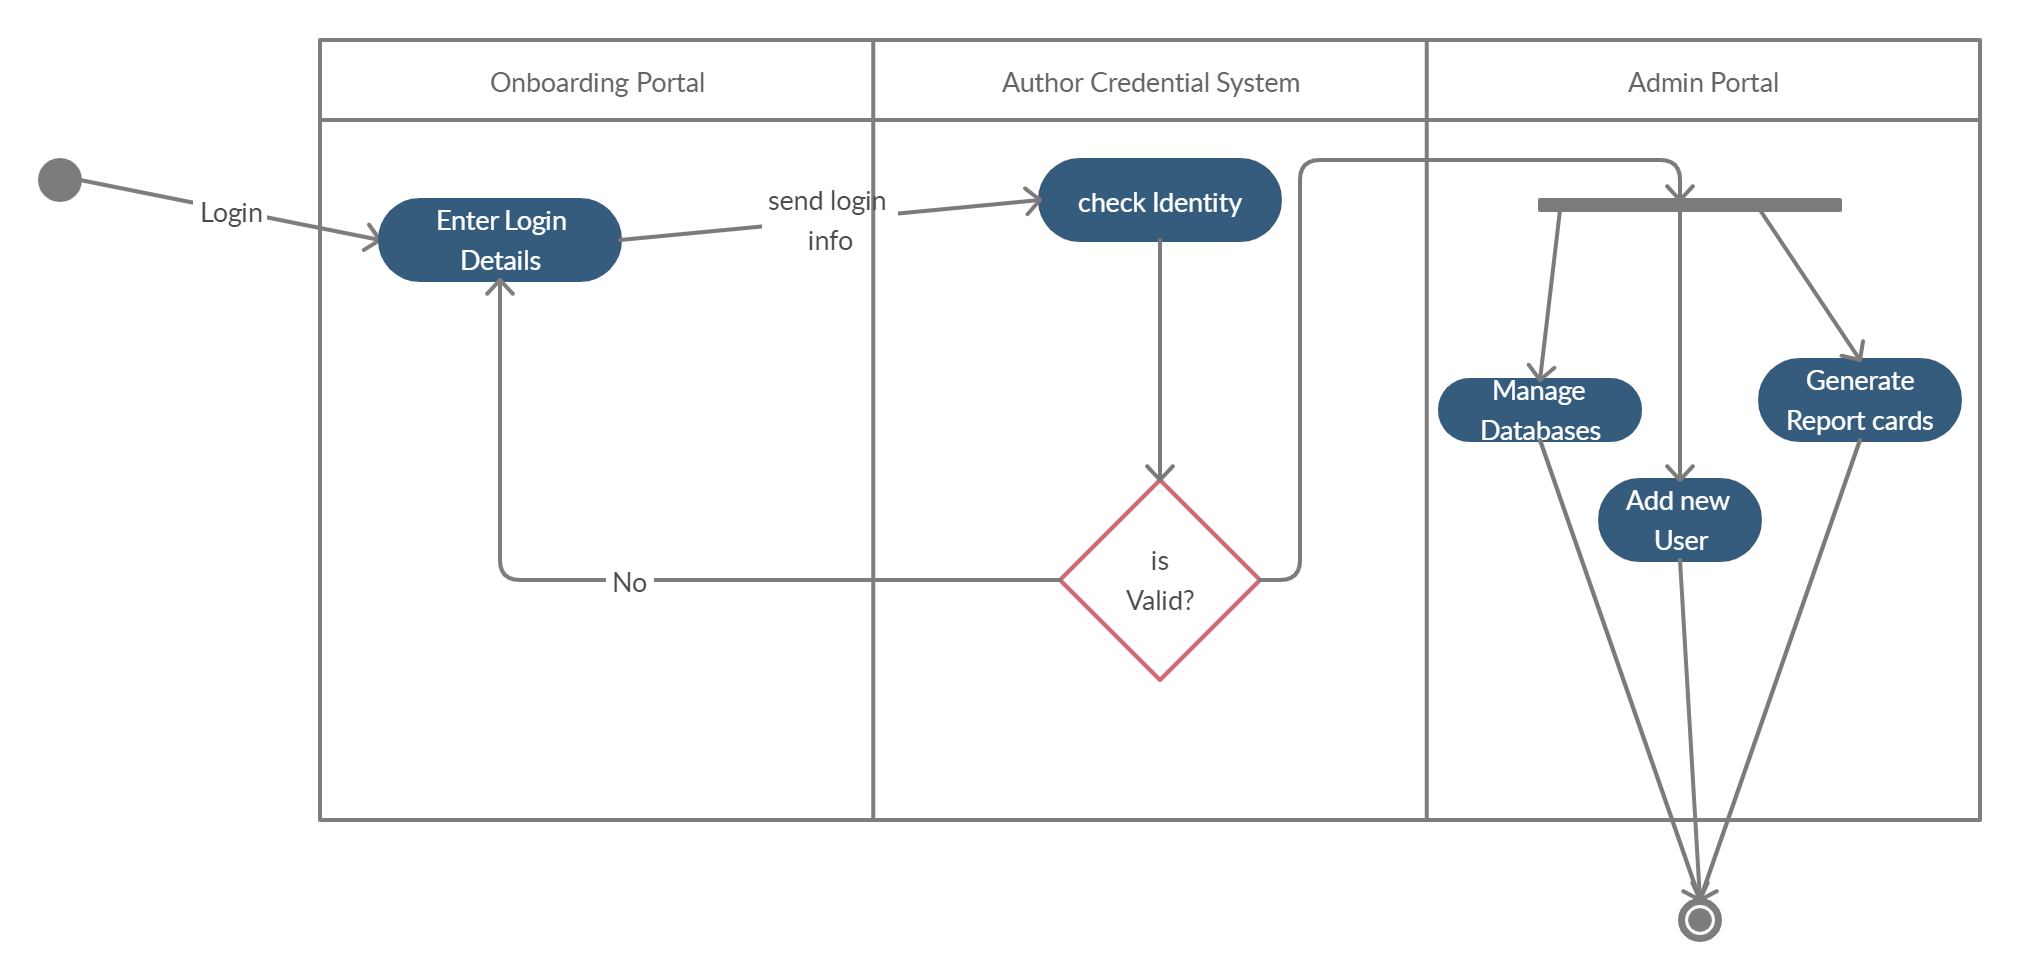 Onboarding Portal
Author Credential System
Admin Portal
Login
Enter Login
Details
send login
info
check Identity
is
Valid?
No
Manage
Databases
Add new
User
Generate
Report cards